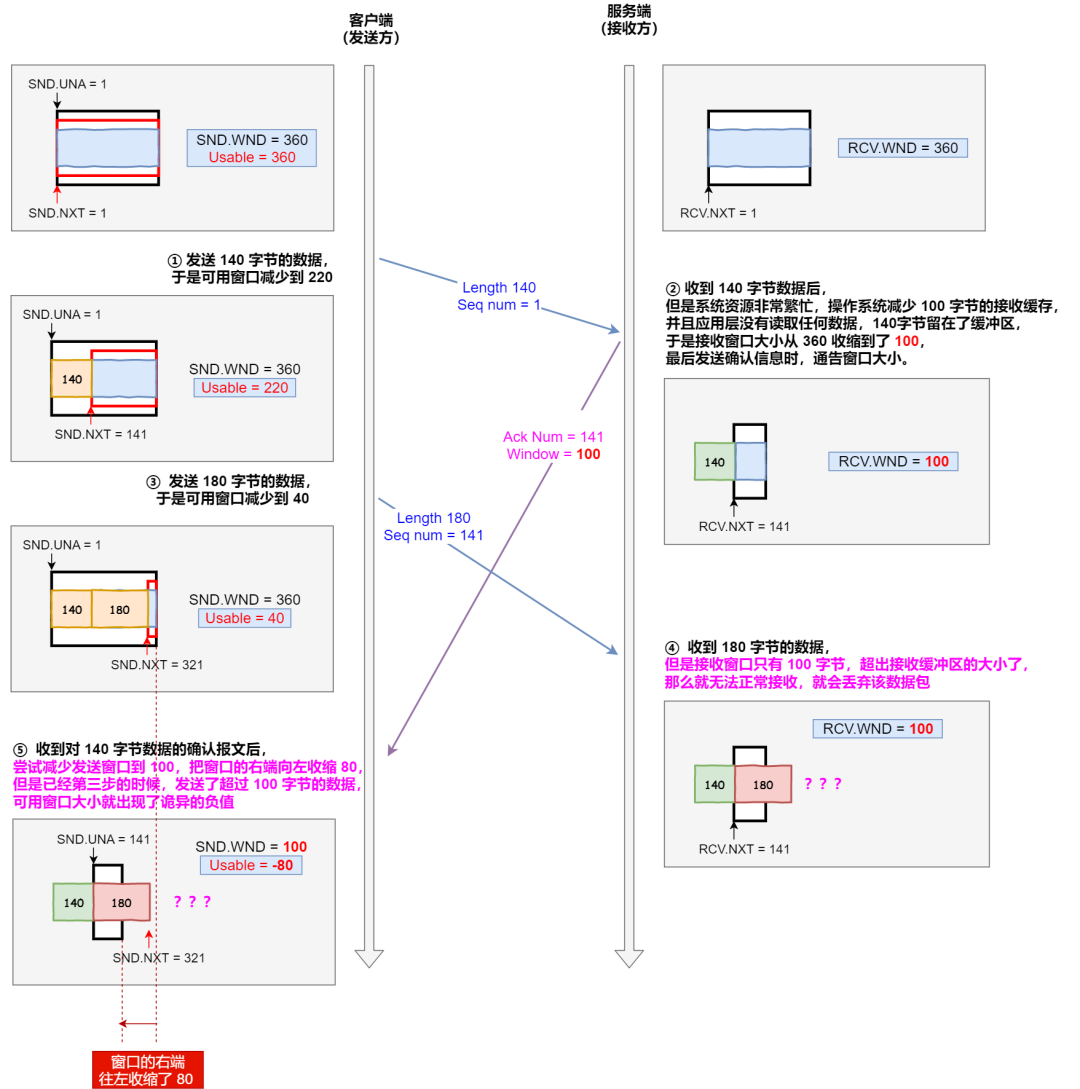 客户端
（发送方）
服务端
（接收方）
SND.UNA = 1
SND.WND = 360
Usable = 360
SND.NXT = 1
RCV.WND = 360
RCV.NXT = 1
① 发送 140 字节的数据，
于是可用窗口减少到 220
Length 140
Seq num = 1
② 收到 140 字节数据后，
但是系统资源非常繁忙，操作系统减少 100 字节的接收缓存，
并且应用层没有读取任何数据，140字节留在了缓冲区，
于是接收窗口大小从 360 收缩到了 100，
最后发送确认信息时，通告窗口大小。
SND.UNA = 1
140
SND.WND = 360
Usable = 220
SND.NXT = 141
Ack Num = 141
Window = 100
140
RCV.WND = 100
RCV.NXT = 141
③ 发送 180 字节的数据，
于是可用窗口减少到 40
Length 180
Seq num = 141
SND.UNA = 1
140
180
SND.WND = 360
Usable = 40
SND.NXT = 321
④ 收到 180 字节的数据，
但是接收窗口只有 100 字节，超出接收缓冲区的大小了，
那么就无法正常接收，就会丢弃该数据包
RCV.WND = 100
140
180
？？？
RCV.NXT = 141
⑤ 收到对 140 字节数据的确认报文后，
尝试减少发送窗口到 100，把窗口的右端向左收缩 80，
但是已经第三步的时候，发送了超过 100 字节的数据，
可用窗口大小就出现了诡异的负值
SND.UNA = 141
SND.WND = 100
Usable = -80
140
180
？？？
SND.NXT = 321
窗口的右端
往左收缩了 80